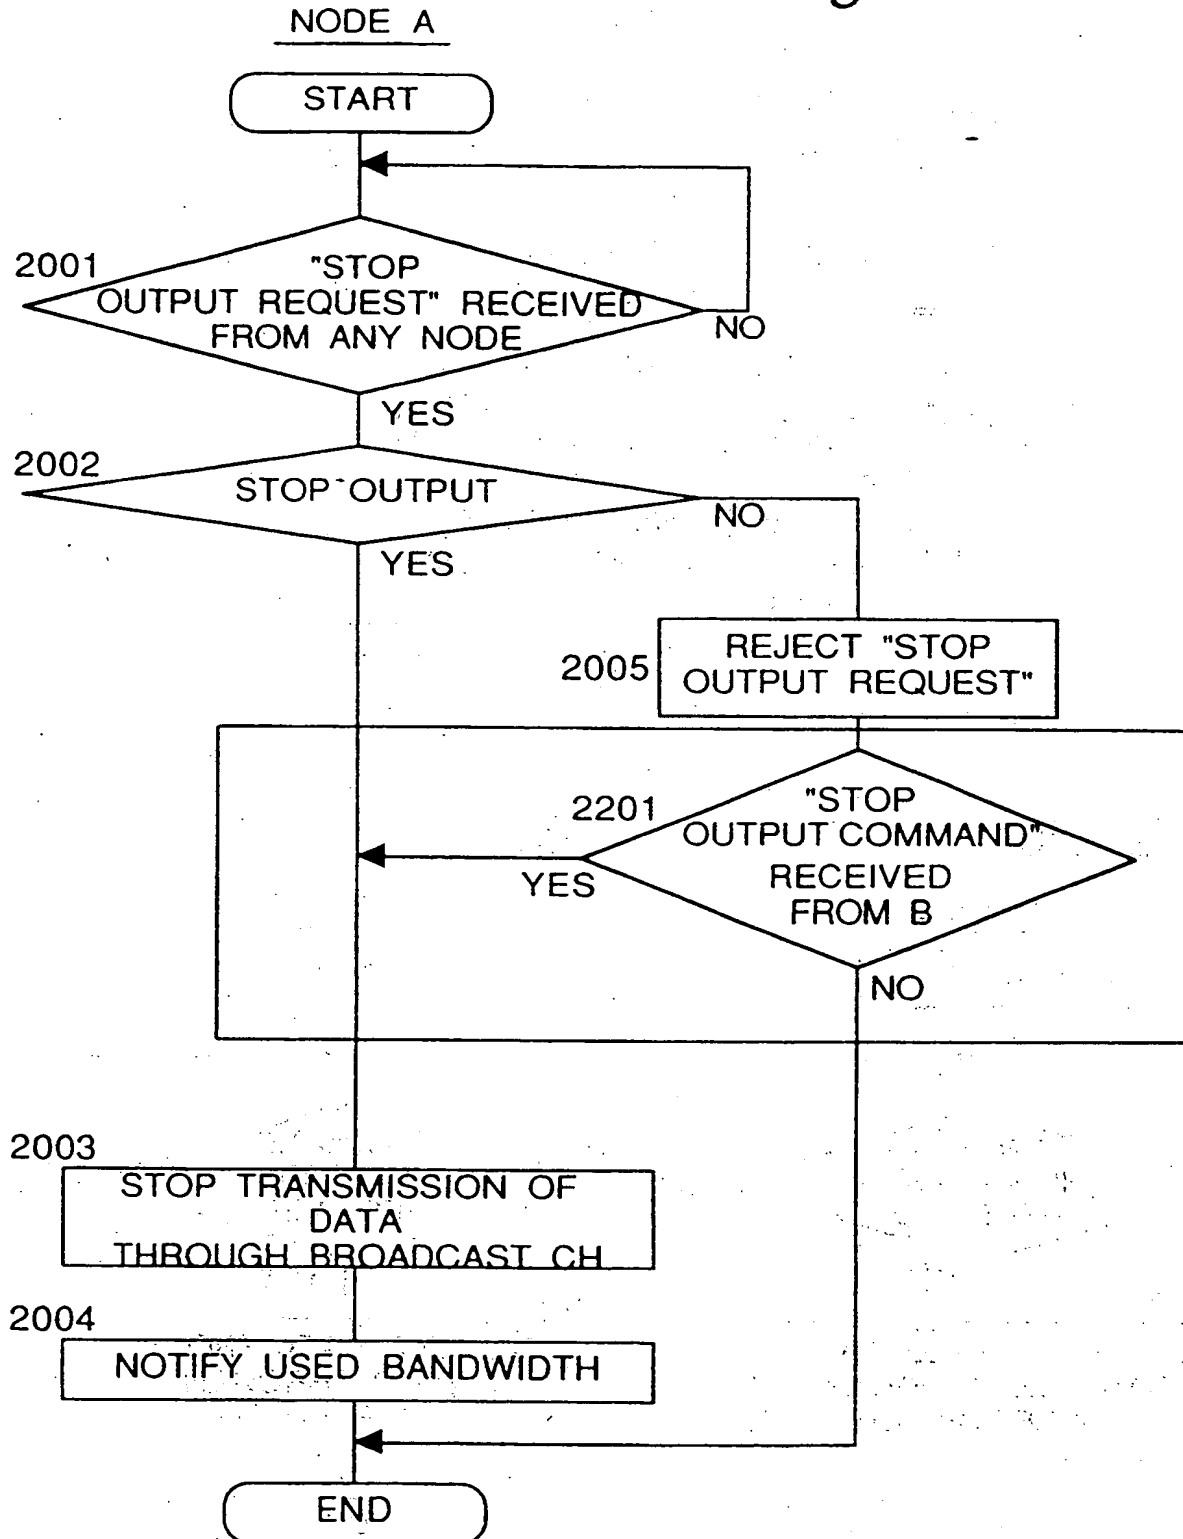 NODE A
START
2001
"STOP
OUTPUT REQUEST" RECEIVED
FROM ANY NODE
NO
YES
2002
STOP OUTPUT
NO
YES
2005
REJECT "STOP
OUTPUT REQUEST"
2201
"STOP
OUTPUT COMMAND"
RECEIVED
FROM B
YES
NO
2003
STOP TRANSMISSION OF
DATA
THROUGH BROADCAST CH
2004
NOTIFY USED BANDWIDTH
END